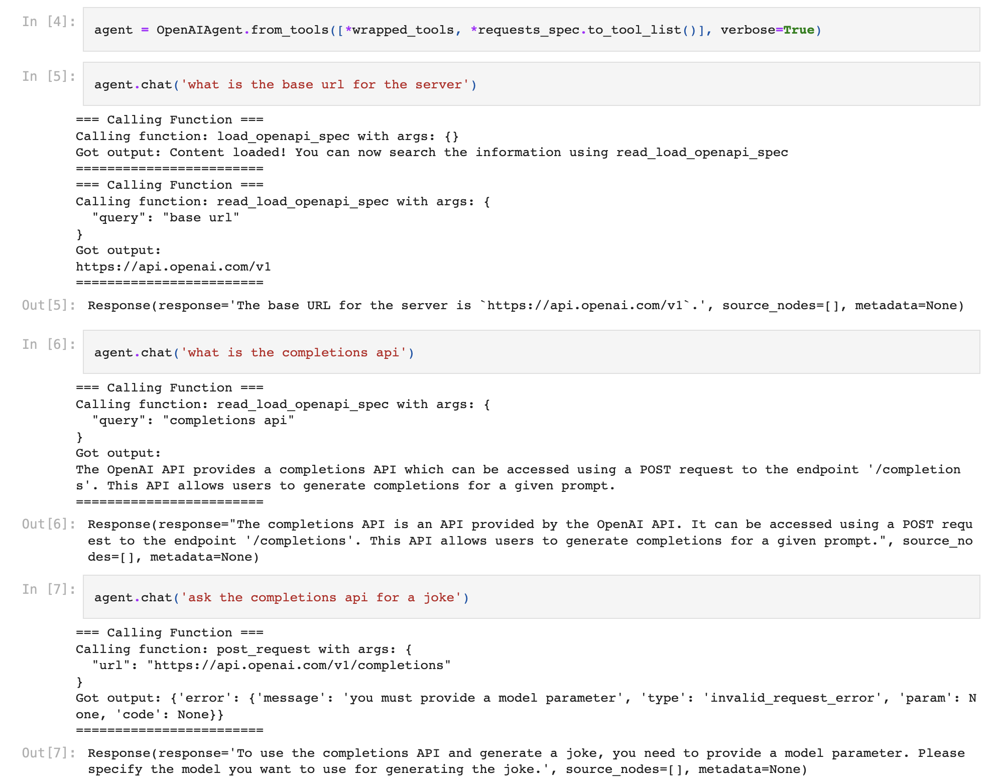 In [4]: agent = OpenAIAgent.from_tools([*wrapped_tools, *requests_spec.to_tool_list()], verbose=True)
In [5]: agent.chat('what is the base url for the server')
=== Calling Function ===
Calling function: load_openapi_spec with args: {}
Got output: Content loaded! You can now search the information using read_load_openapi_spec
========================
=== Calling Function ===
Calling function: read_load_openapi_spec with args: {
  "query": "base url"
}
Got output:
https://api.openai.com/v1
========================
Out[5]: Response(response='The base URL for the server is `https://api.openai.com/v1`.', source_nodes=[], metadata=None)
In [6]: agent.chat('what is the completions api')
=== Calling Function ===
Calling function: read_load_openapi_spec with args: {
  "query": "completions api"
}
Got output:
The OpenAI API provides a completions API which can be accessed using a POST request to the endpoint '/completion
s'. This API allows users to generate completions for a given prompt.
========================
Out[6]: Response(response="The completions API is an API provided by the OpenAI API. It can be accessed using a POST requ
est to the endpoint '/completions'. This API allows users to generate completions for a given prompt.", source_no
des=[], metadata=None)
In [7]: agent.chat('ask the completions api for a joke')
=== Calling Function ===
Calling function: post_request with args: {
  "url": "https://api.openai.com/v1/completions"
}
Got output: {'error': {'message': 'you must provide a model parameter', 'type': 'invalid_request_error', 'param': N
one, 'code': None}}
========================
Out[7]: Response(response='To use the completions API and generate a joke, you need to provide a model parameter. Please
specify the model you want to use for generating the joke.', source_nodes=[], metadata=None)